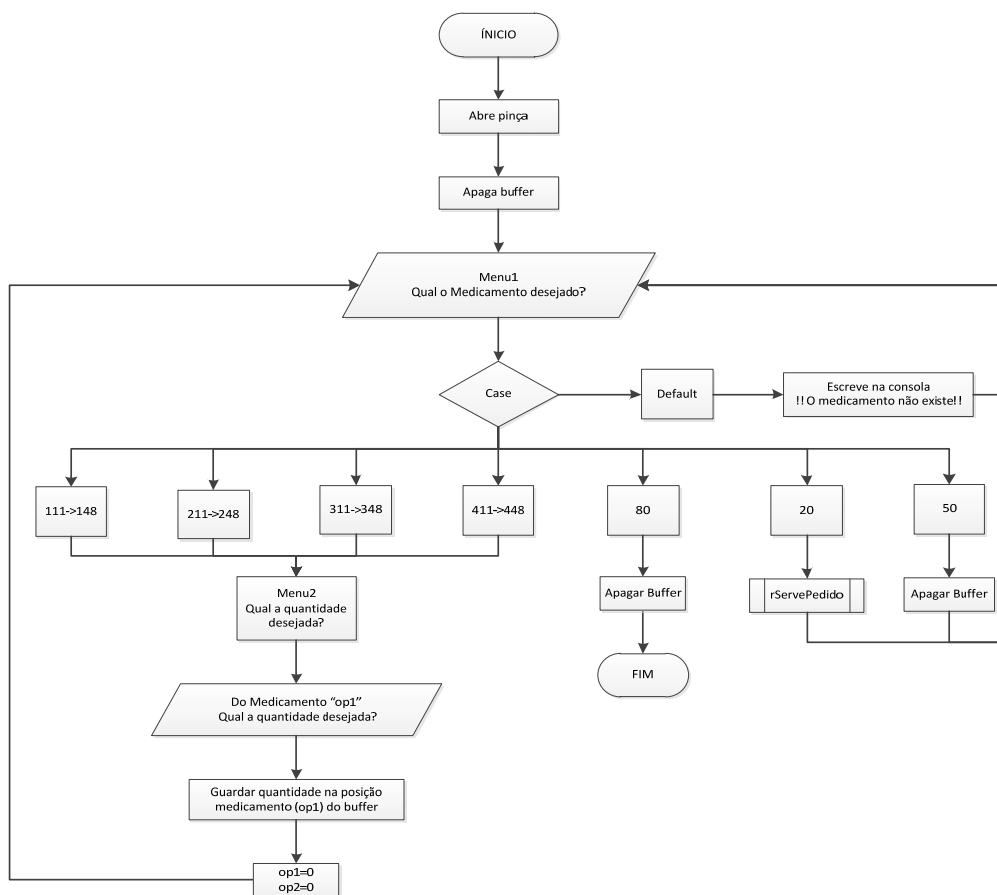 ÍNICIO
Abre pinça
Apaga buffer
Menu1
Qual o Medicamento desejado?
Case
Default
Escreve na consola
!!O medicamento não existe!!
111->148
211->248
311->348
411->448
80
20
50
Menu2
Qual a quantidade
desejada?
Apagar Buffer
rServePedido
Apagar Buffer
FIM
Do Medicamento “op1”
Qual a quantidade desejada?
Guardar quantidade na posição
medicamento (op1) do buffer
op1=0
op2=0